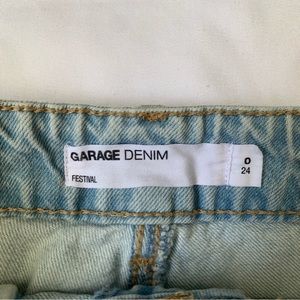 GARAGE DENIM
FESTIVAL
0
24